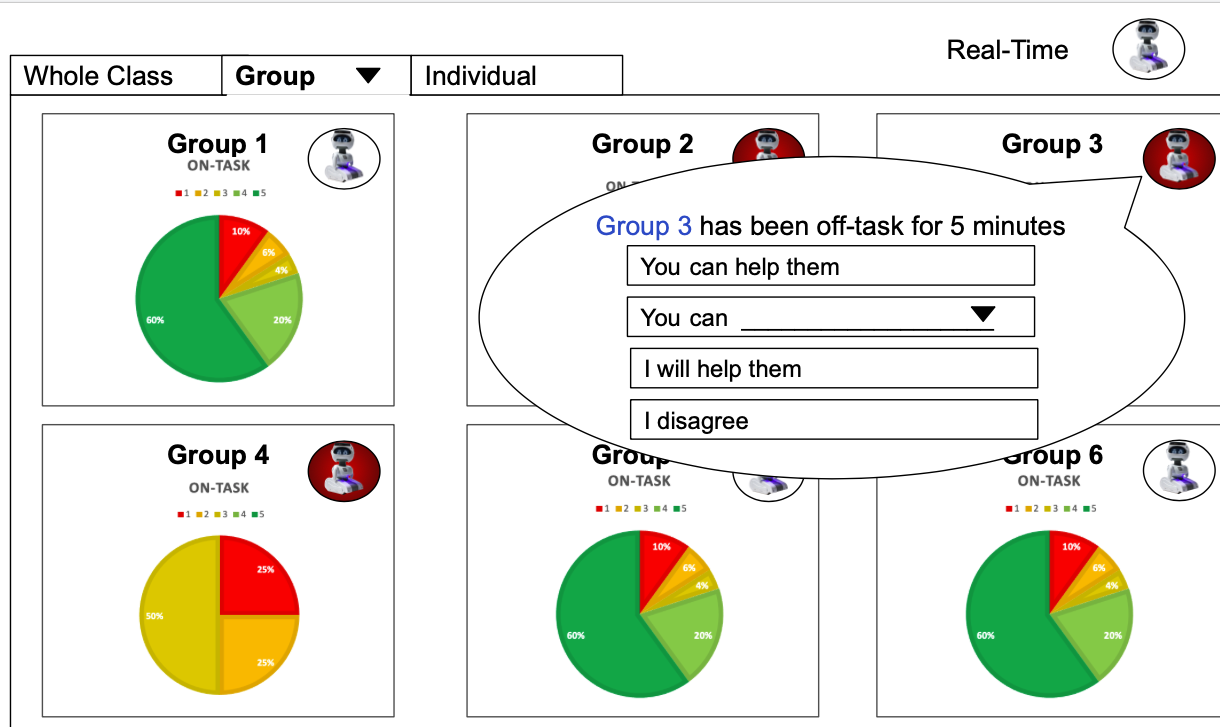 Real-Time
Whole Class
Group
Individual
Group 1
ON-TASK
1 2 3 4 5
10%
6%
4%
20%
60%
Group 2
Group 3
Group 3 has been off-task for 5 minutes
You can help them
You can
I will help them
I disagree
Group 4
ON-TASK
1 2 3 4 5
25%
25%
50%
Group
ON-TASK
1 2 3 4 5
10%
6%
4%
20%
60%
Group 6
ON-TASK
1 2 3 4 5
10%
6%
4%
20%
60%